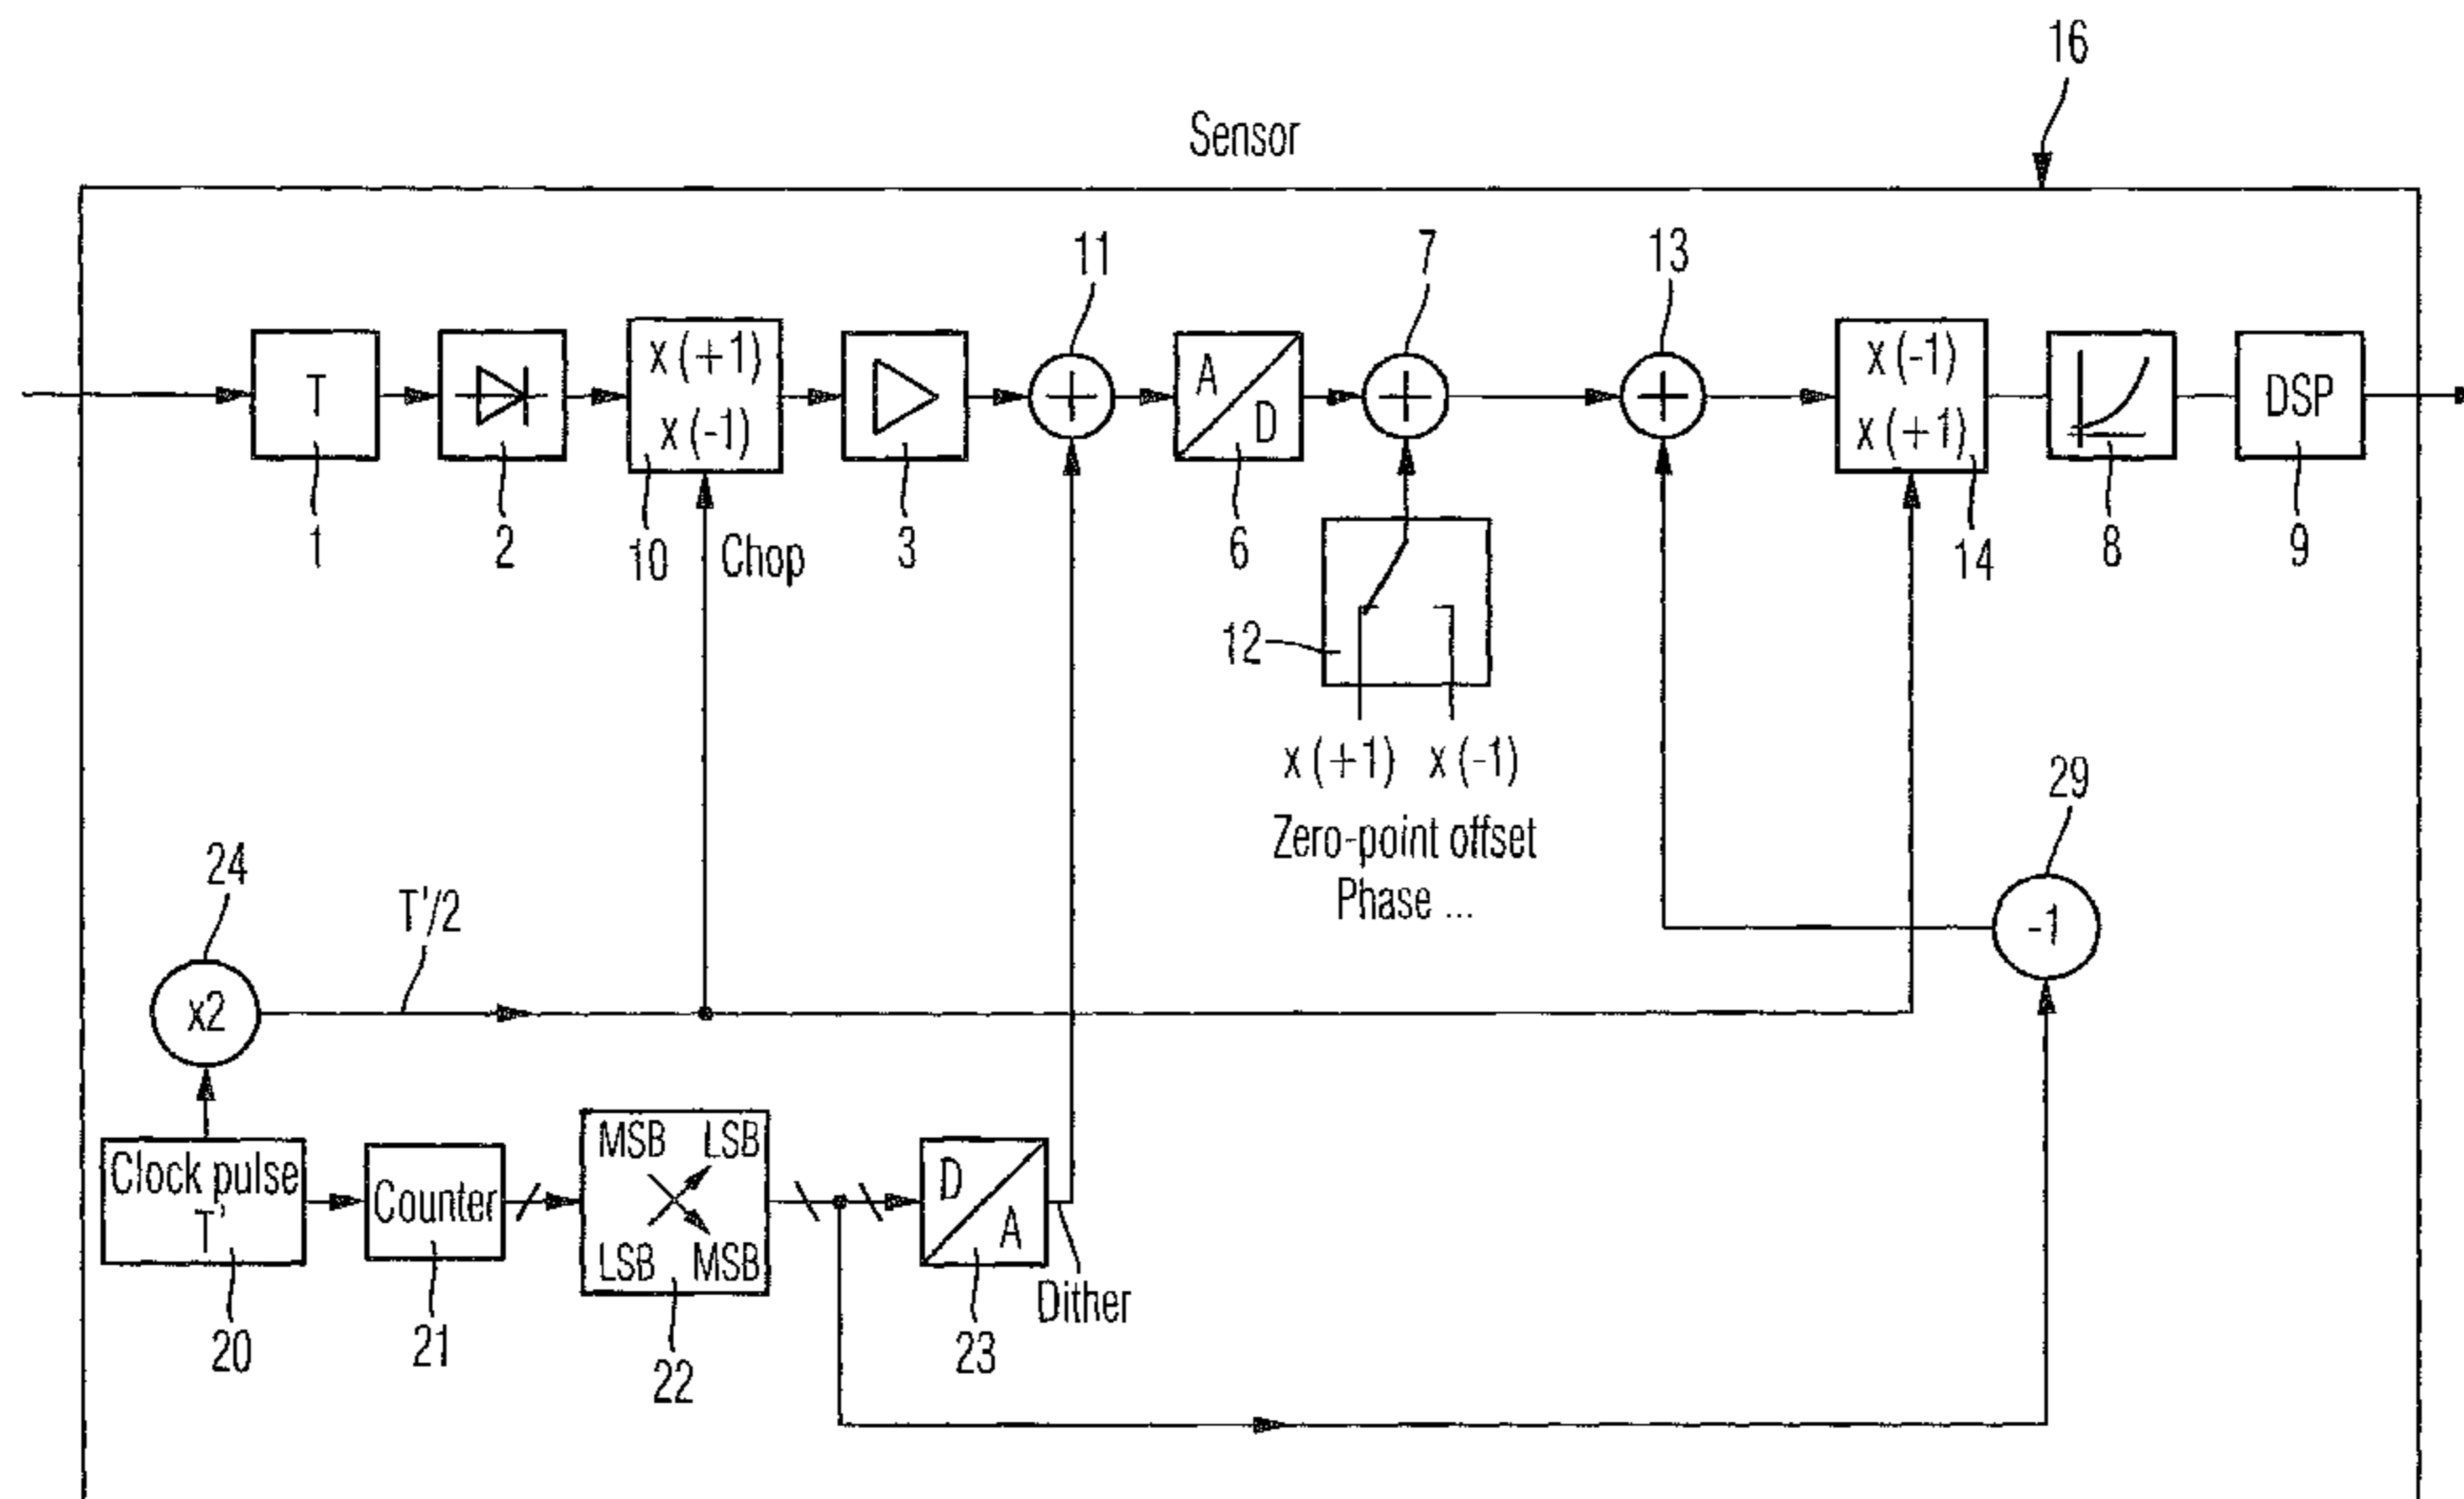 16
Sensor
11
7
13
T
x (+1)
x (-1)
A
D
x (-1)
x (+1)
DSP
1
2
10
Chop
3
6
14
8
9
12
x (+1) x (-1)
Zero-point offset
Phase ...
29
-1
24
T'/2
x2
Clock pulse
T'
Counter
MSB LSB
LSB MSB
D
A
Dither
20
21
22
23